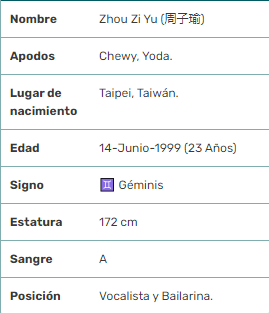 Nombre Zhou Zi Yu (周子瑜)
Apodos Chewy, Yoda.
Lugar de nacimiento Taipei, Taiwán.
Edad 14-Junio-1999 (23 Años)
Signo ♊ Géminis
Estatura 172 cm
Sangre A
Posición Vocalista y Bailarina.